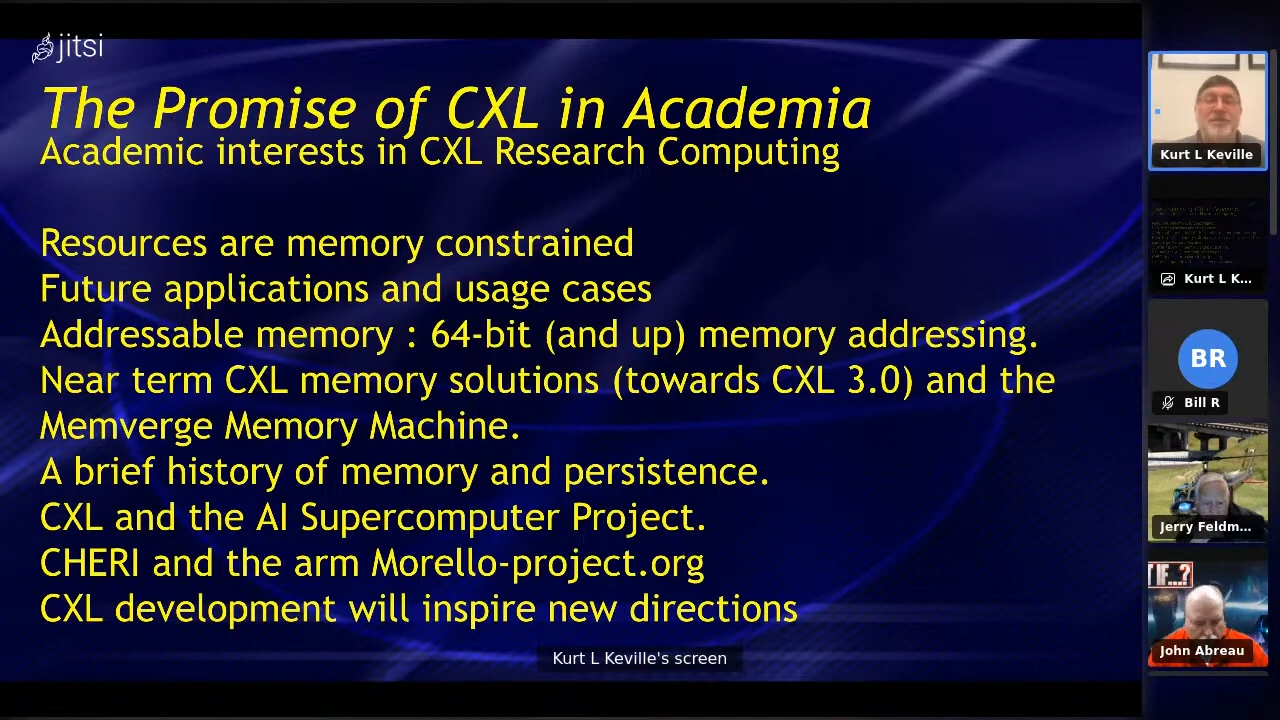 jitsi
The Promise of CXL in Academia
Academic interests in CXL Research Computing
Resources are memory constrained
Future applications and usage cases
Addressable memory : 64-bit (and up) memory addressing.
Near term CXL memory solutions (towards CXL 3.0) and the
Memverge Memory Machine.
A brief history of memory and persistence.
CXL and the AI Supercomputer Project.
CHERI and the arm Morello-project.org
CXL development will inspire new directions
Kurt L Keville's screen
Kurt L Keville
Kurt L K...
BR
Bill R
Jerry Feldm...
T IF..?
John Abreau